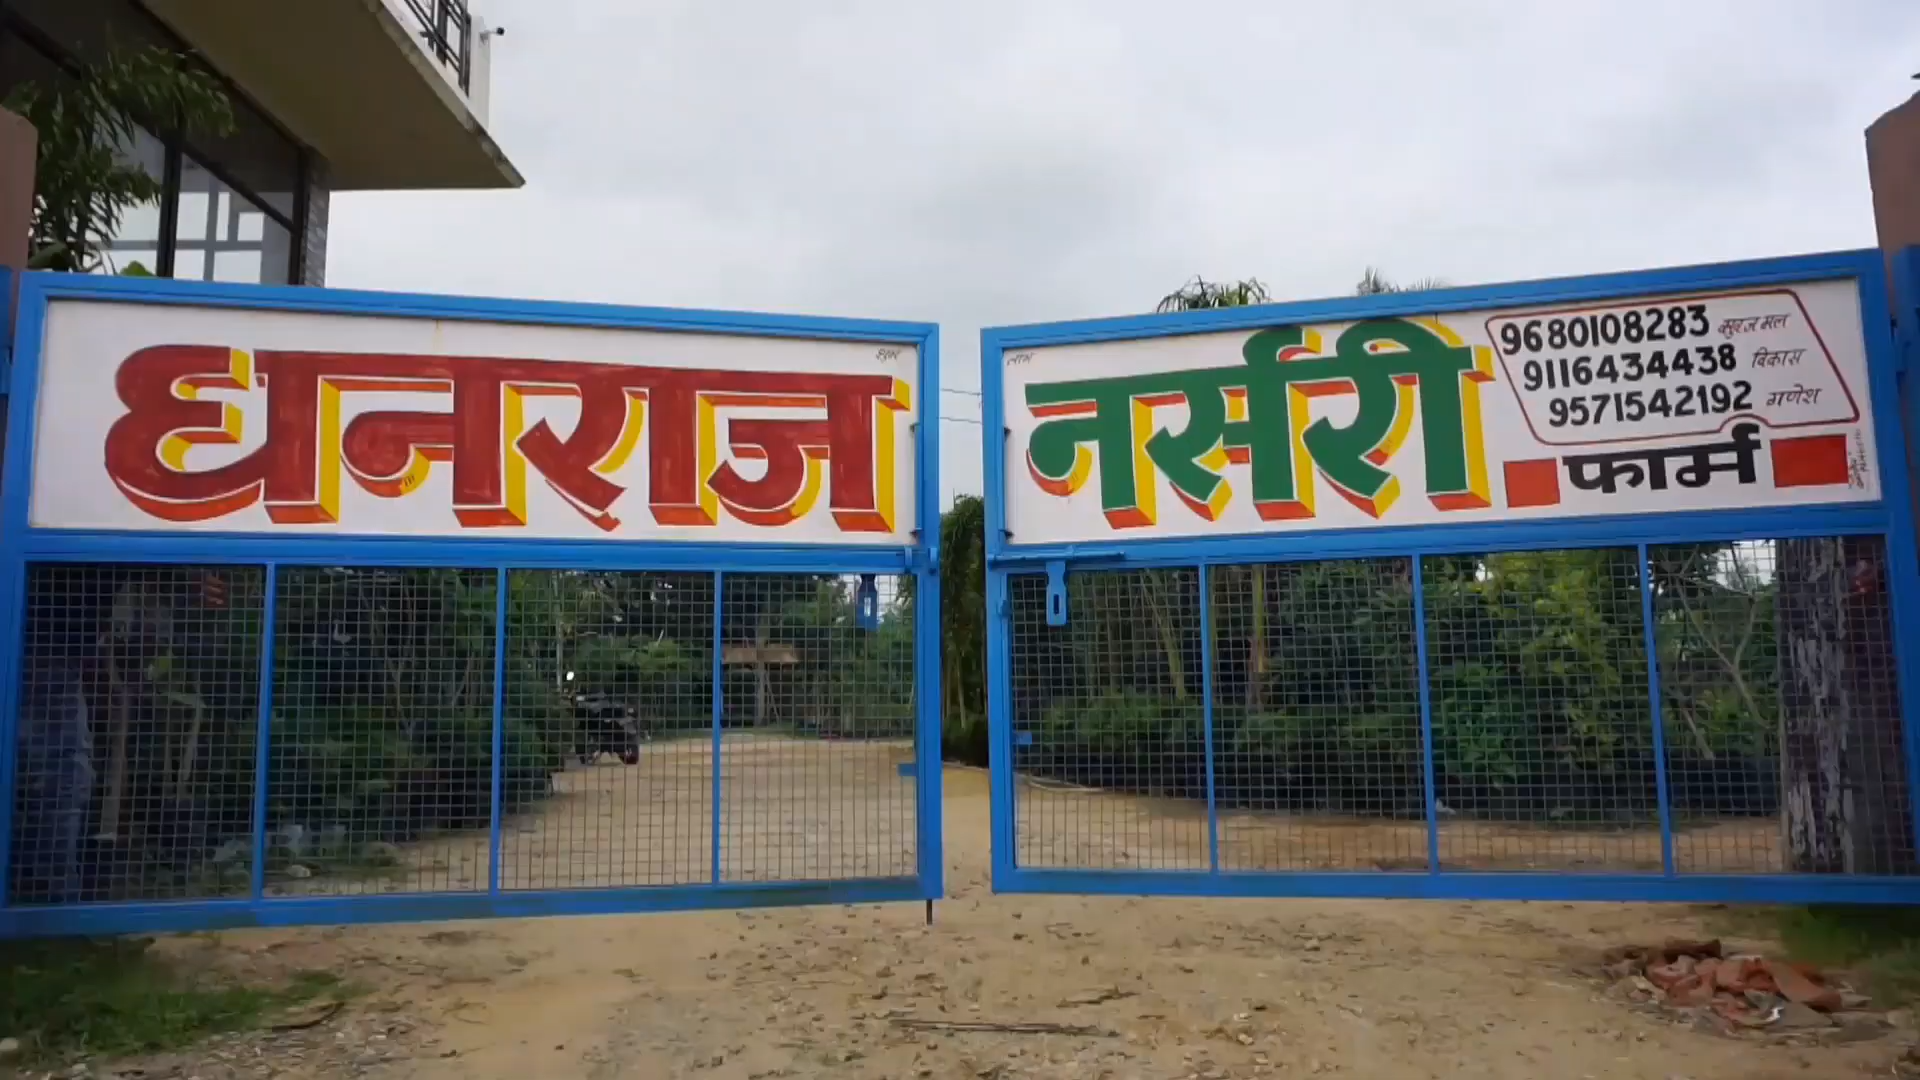 धनराज
शुभ
लाभ
नर्सरी
9680108283 सुरज मल
9116434438 विकास
9571542192 गणेश
फार्म